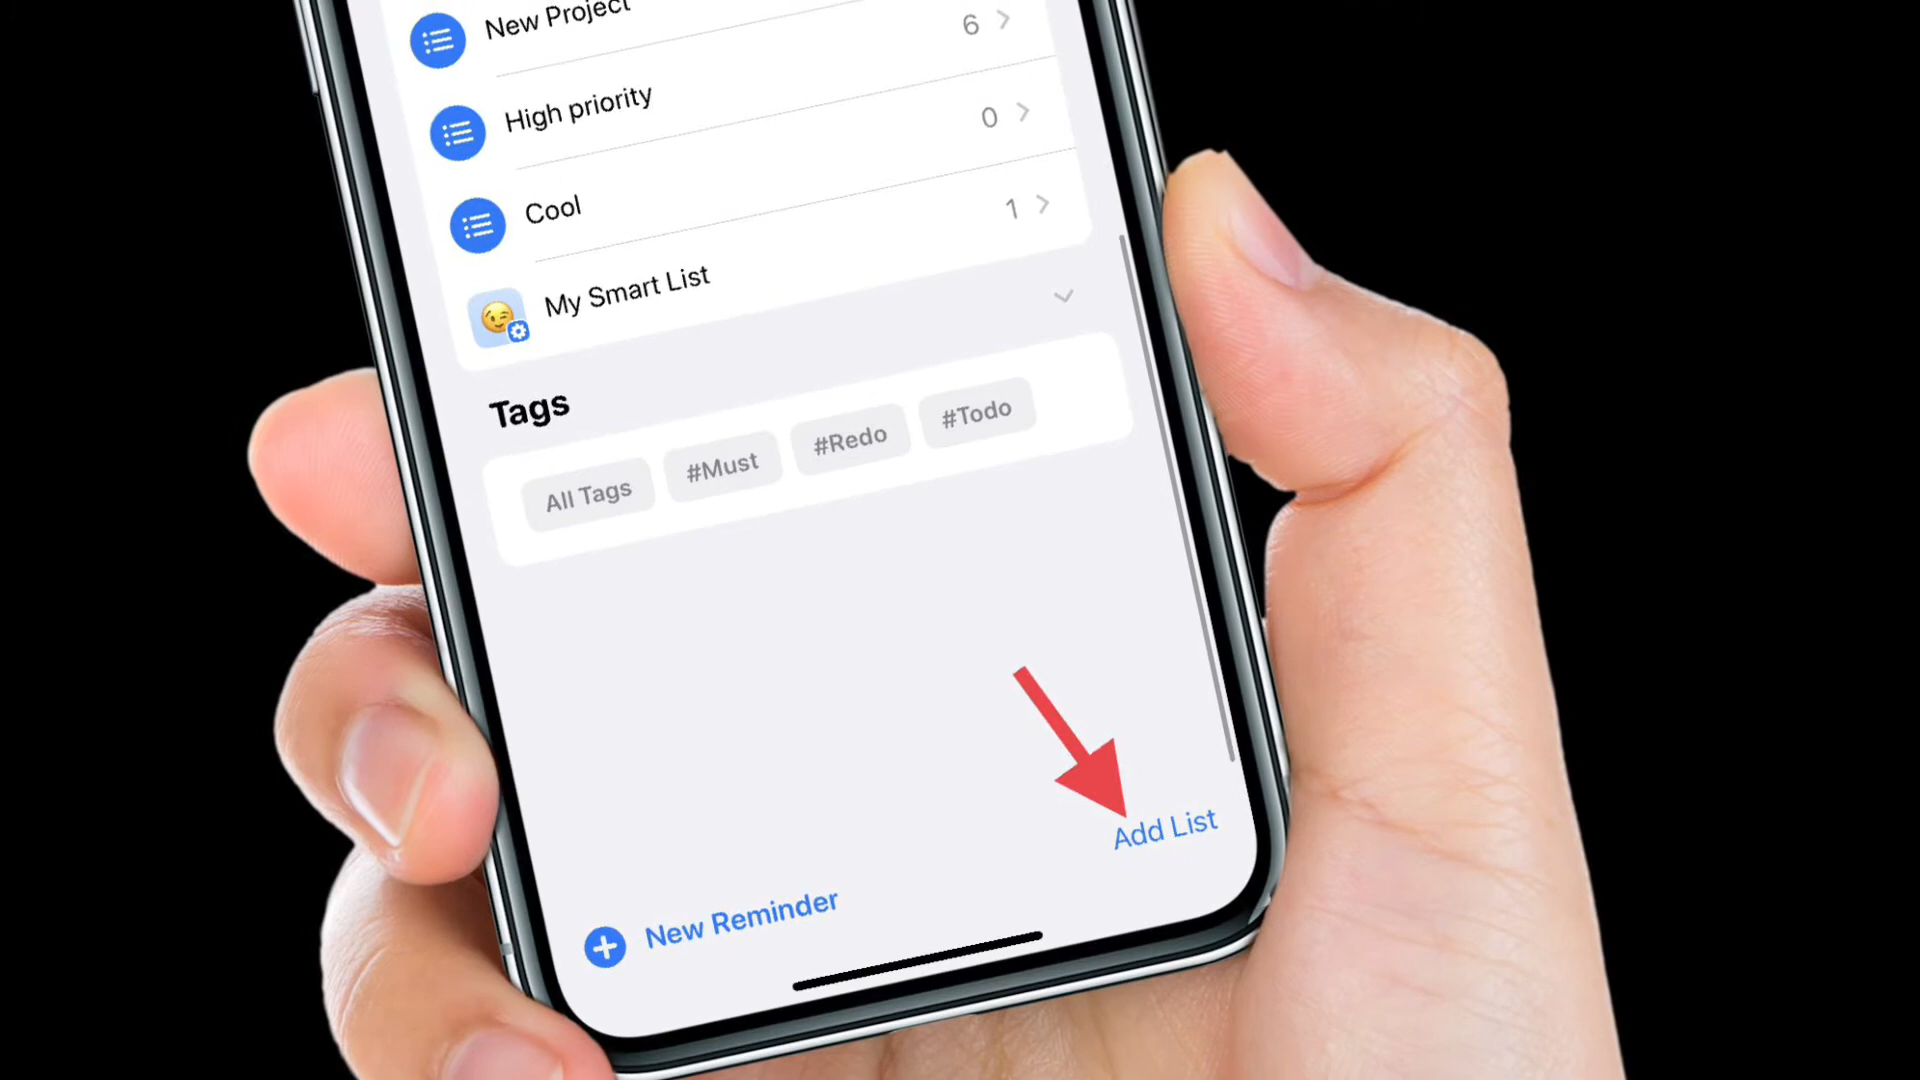 New Project
6
High priority
0
Cool
1
My Smart List
Tags
All Tags
#Must
#Redo
#Todo
Add List
New Reminder